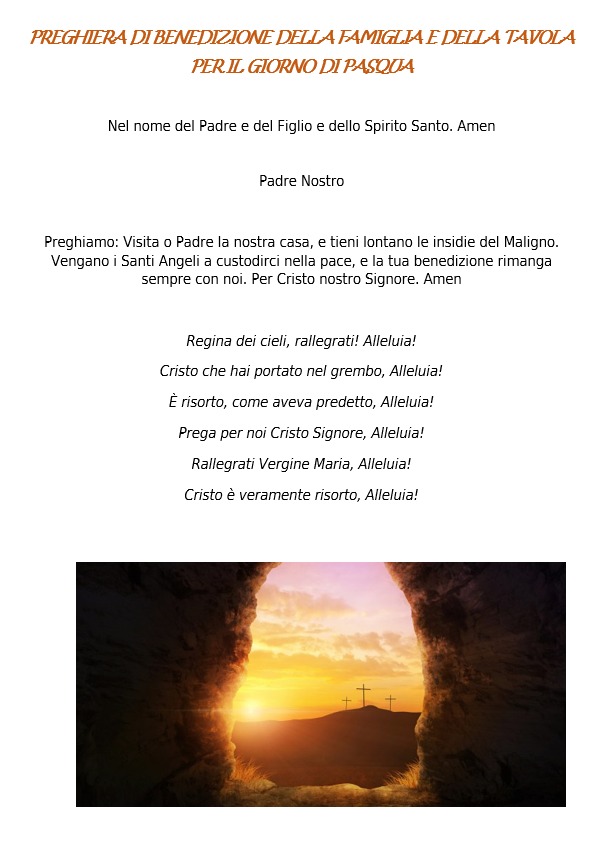 PREGHIERA DI BENEDIZIONE DELLA FAMIGLIA E DELLA TAVOLA
PER IL GIORNO DI PASQUA
Nel nome del Padre e del Figlio e dello Spirito Santo. Amen
Padre Nostro
Preghiamo: Visita o Padre la nostra casa, e tieni lontano le insidie del Maligno.
Vengano i Santi Angeli a custodirci nella pace, e la tua benedizione rimanga
sempre con noi. Per Cristo nostro Signore. Amen
Regina dei cieli, rallegrati! Alleluia!
Cristo che hai portato nel grembo, Alleluia!
È risorto, come aveva predetto, Alleluia!
Prega per noi Cristo Signore, Alleluia!
Rallegrati Vergine Maria, Alleluia!
Cristo è veramente risorto, Alleluia!